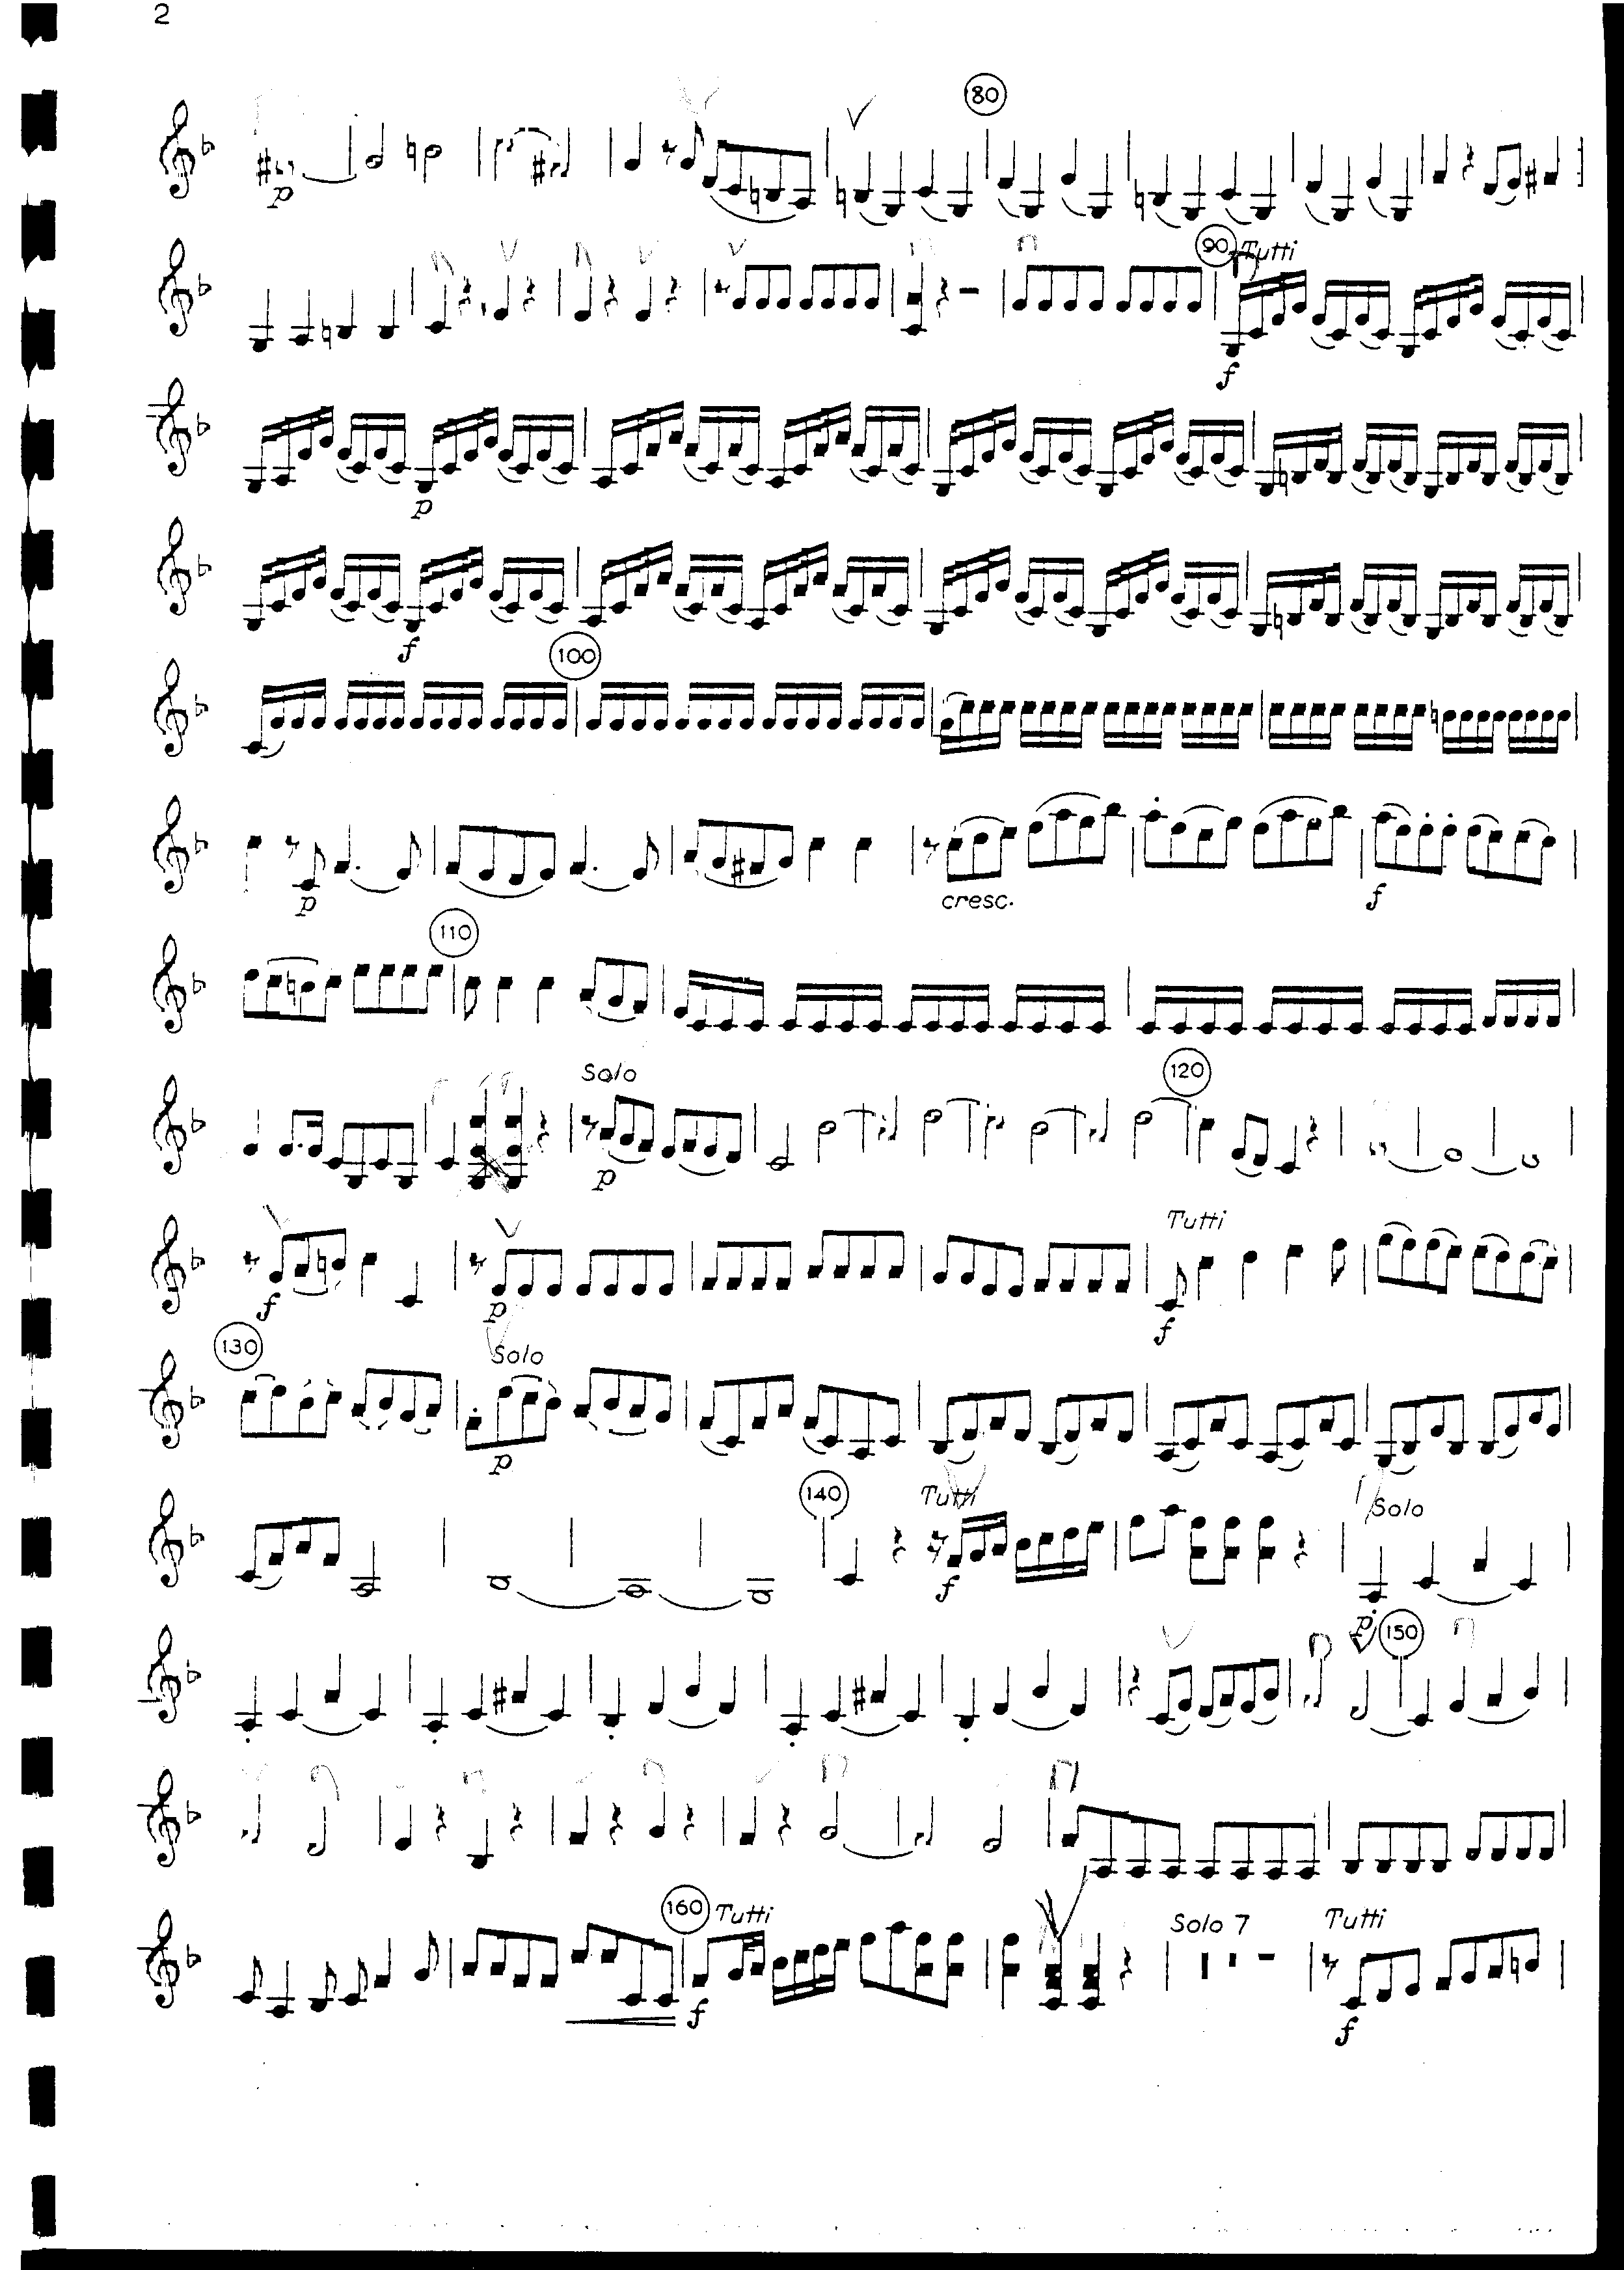 2
80
p
90 Tutti
f
p
f
100
p cresc. f
110
Solo 120
p
Tutti
f p f
130 Solo
p
140 Tutti Solo
f
p 150
160 Tutti Solo 7 Tutti
f f